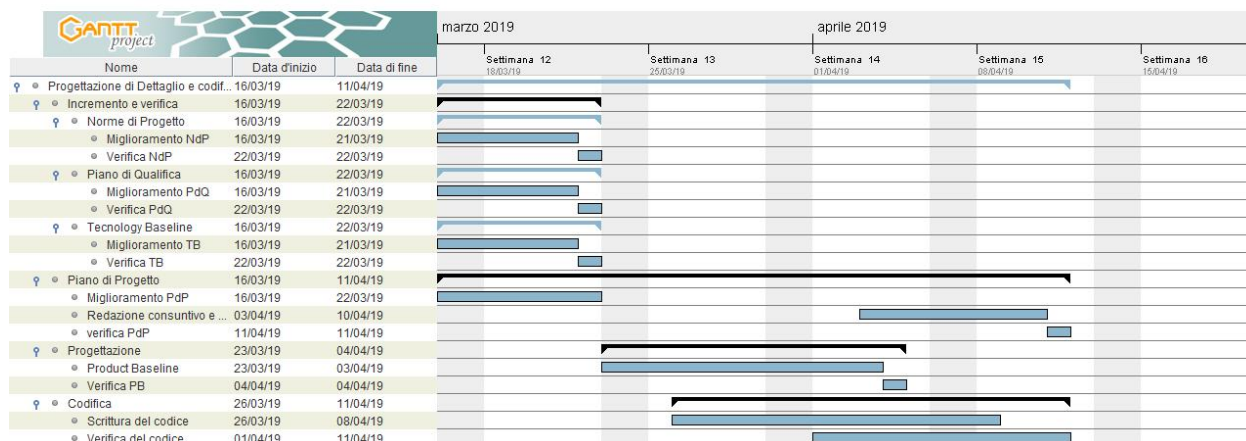 GANTT project
marzo 2019 aprile 2019
Settimana 12 Settimana 13 Settimana 14 Settimana 15 Settimana 16
18/03/19 25/03/19 01/04/19 08/04/19 15/04/19
Nome Data d'inizio Data di fine
Progettazione di Dettaglio e codif... 16/03/19 11/04/19
Incremento e verifica 16/03/19 22/03/19
Norme di Progetto 16/03/19 22/03/19
Miglioramento NdP 16/03/19 21/03/19
Verifica NdP 22/03/19 22/03/19
Piano di Qualifica 16/03/19 22/03/19
Miglioramento PdQ 16/03/19 21/03/19
Verifica PdQ 22/03/19 22/03/19
Tecnology Baseline 16/03/19 22/03/19
Miglioramento TB 16/03/19 21/03/19
Verifica TB 22/03/19 22/03/19
Piano di Progetto 16/03/19 11/04/19
Miglioramento PdP 16/03/19 22/03/19
Redazione consuntivo e ... 03/04/19 10/04/19
verifica PdP 11/04/19 11/04/19
Progettazione 23/03/19 04/04/19
Product Baseline 23/03/19 03/04/19
Verifica PB 04/04/19 04/04/19
Codifica 26/03/19 11/04/19
Scrittura del codice 26/03/19 08/04/19
Verifica del codice 01/04/19 11/04/19